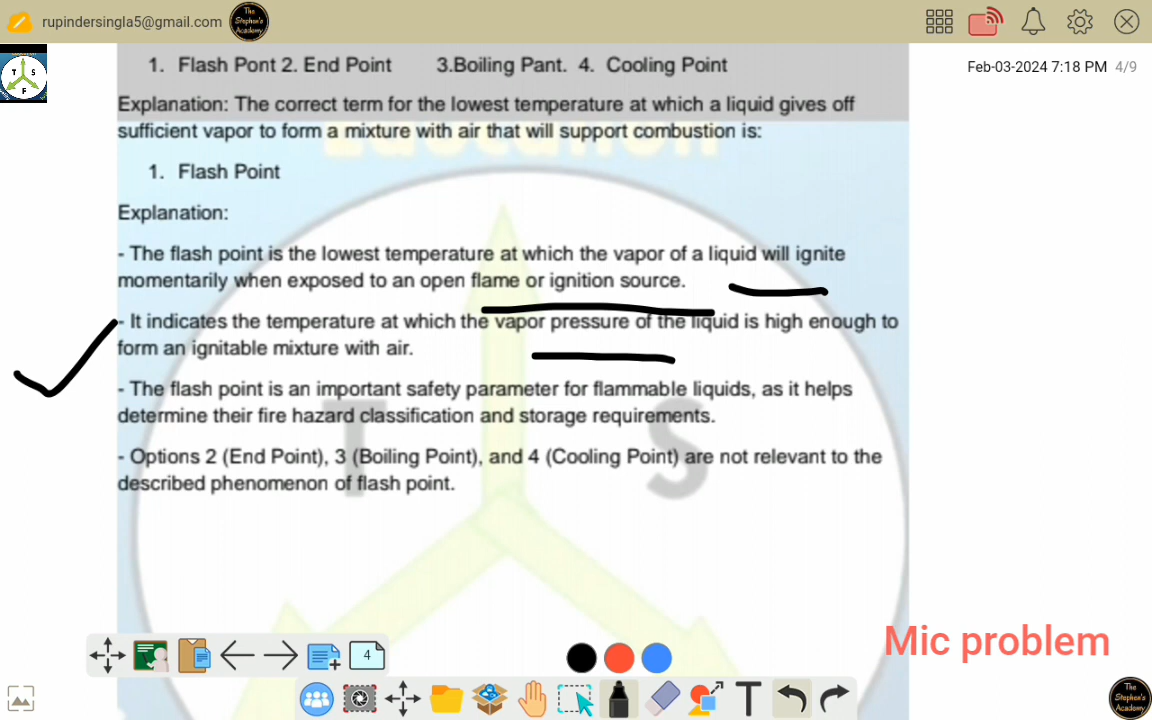 rupindersingla5@gmail.com
The Stephen's Academy
Feb-03-2024 7:18 PM 4/9
T S
F
1. Flash Pont 2. End Point 3.Boiling Pant. 4. Cooling Point
Explanation: The correct term for the lowest temperature at which a liquid gives off
sufficient vapor to form a mixture with air that will support combustion is:
1. Flash Point
Explanation:
- The flash point is the lowest temperature at which the vapor of a liquid will ignite
momentarily when exposed to an open flame or ignition source.
- It indicates the temperature at which the vapor pressure of the liquid is high enough to
form an ignitable mixture with air.
- The flash point is an important safety parameter for flammable liquids, as it helps
determine their fire hazard classification and storage requirements.
T S
- Options 2 (End Point), 3 (Boiling Point), and 4 (Cooling Point) are not relevant to the
described phenomenon of flash point.
Mic problem
4
T
The Stephen's Academy